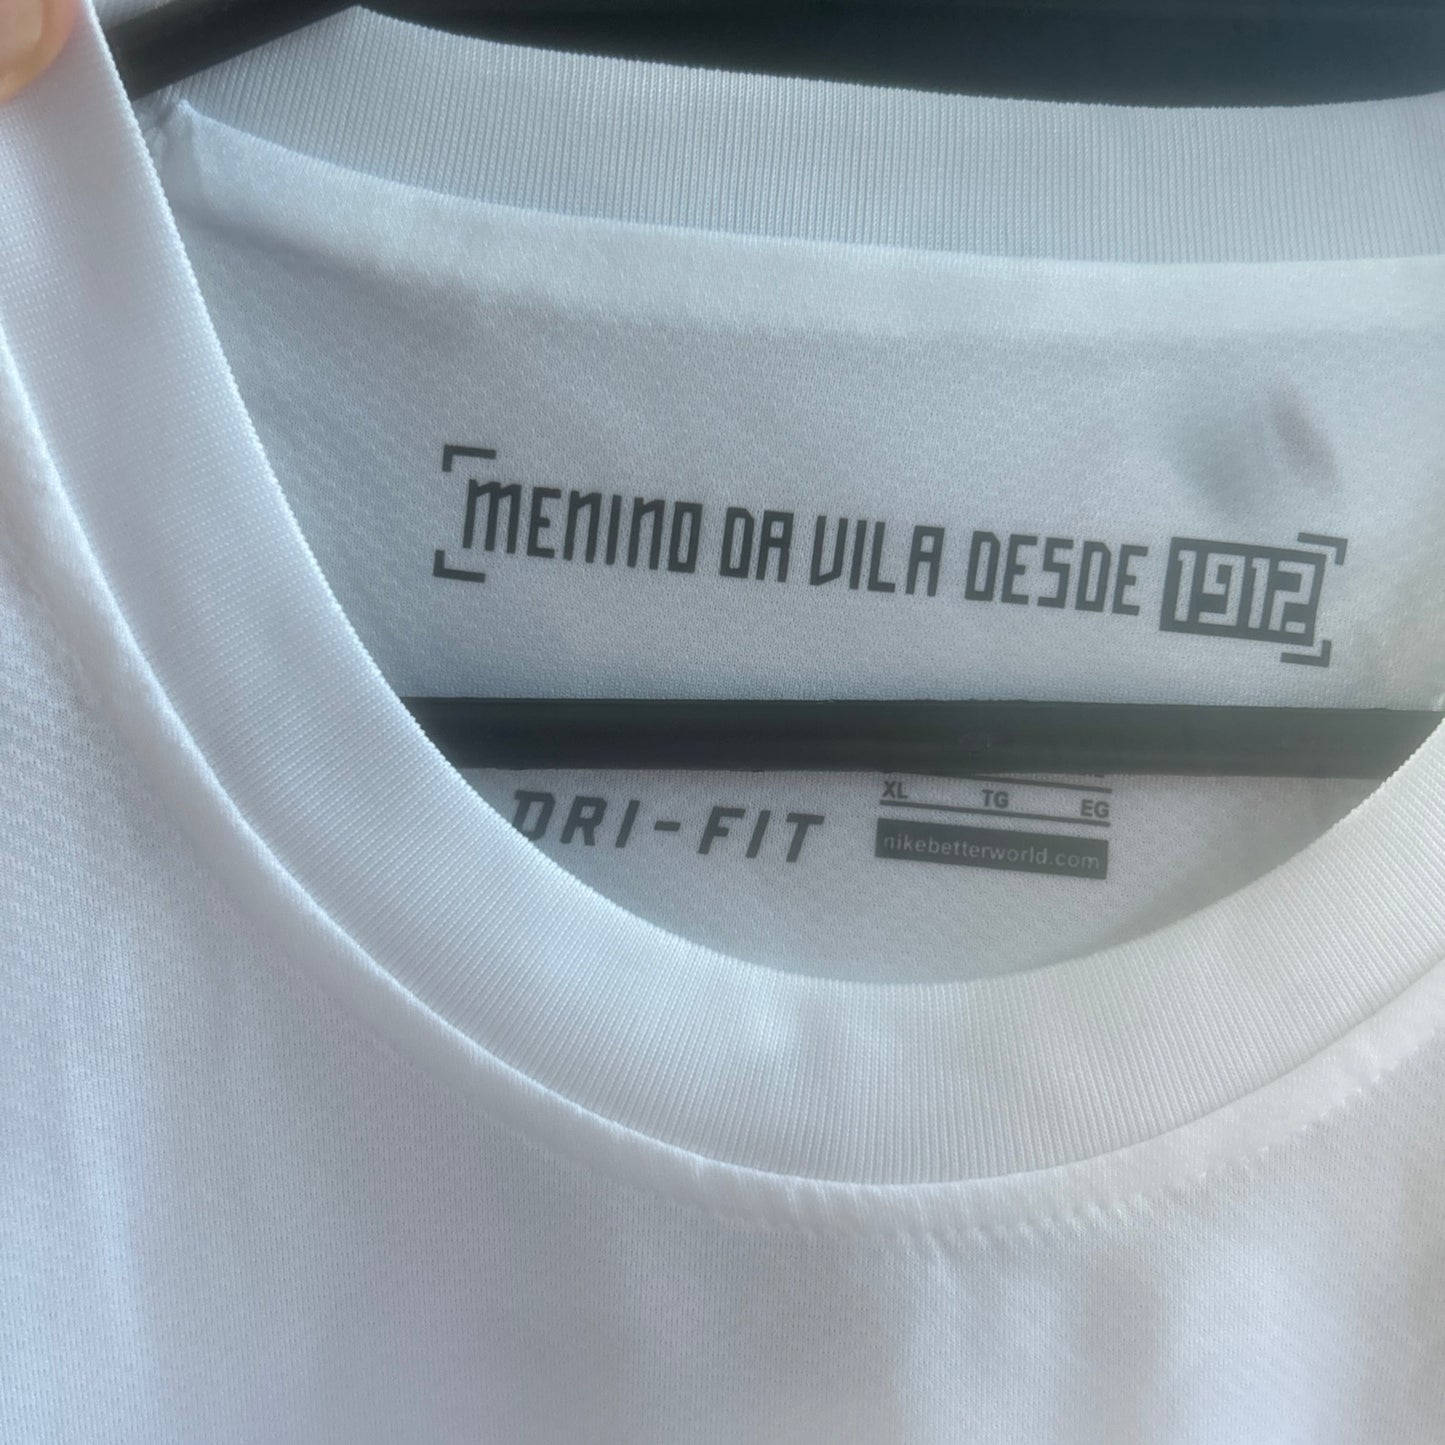 MENINO DA VILA DESDE 1912
XL TG EG
DRI-FIT
nikebetterworld.com